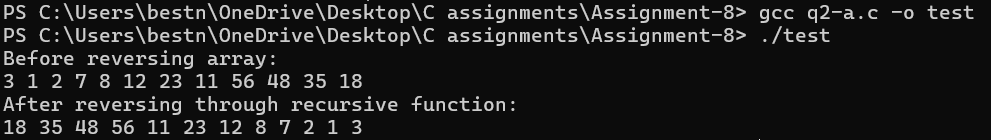 PS C:\Users\bestn\OneDrive\Desktop\C assignments\Assignment-8> gcc q2-a.c -o test
PS C:\Users\bestn\OneDrive\Desktop\C assignments\Assignment-8> ./test
Before reversing array:
3 1 2 7 8 12 23 11 56 48 35 18
After reversing through recursive function:
18 35 48 56 11 23 12 8 7 2 1 3